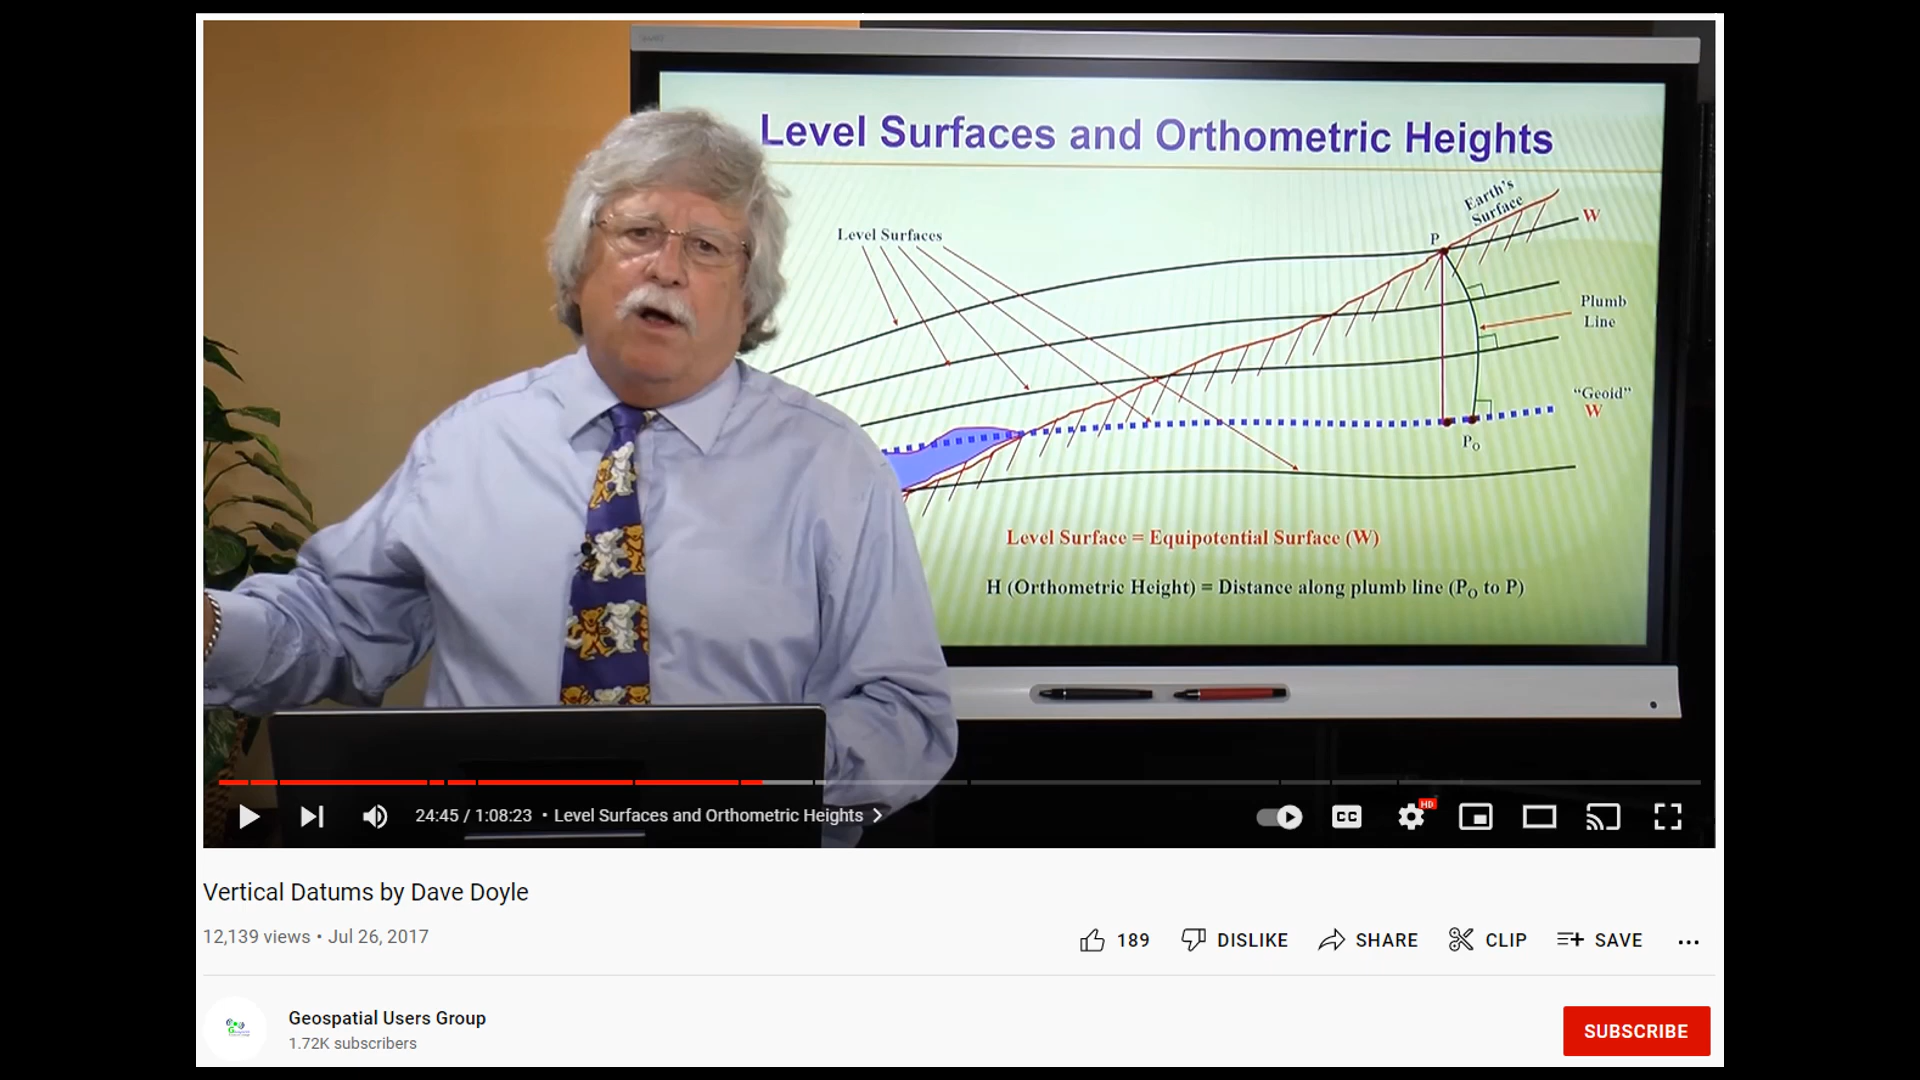 Level Surfaces and Orthometric Heights
Earth's
Surface
W
Level Surfaces
P
Plumb
Line
"Geoid"
W
PO
Level Surface = Equipotential Surface (W)
H (Orthometric Height) = Distance along plumb line (PO to P)
24:45 / 1:08:23 • Level Surfaces and Orthometric Heights
CC
HD
Vertical Datums by Dave Doyle
12,139 views • Jul 26, 2017
189
DISLIKE
SHARE
CLIP
SAVE
Geospatial Users Group
1.72K subscribers
SUBSCRIBE